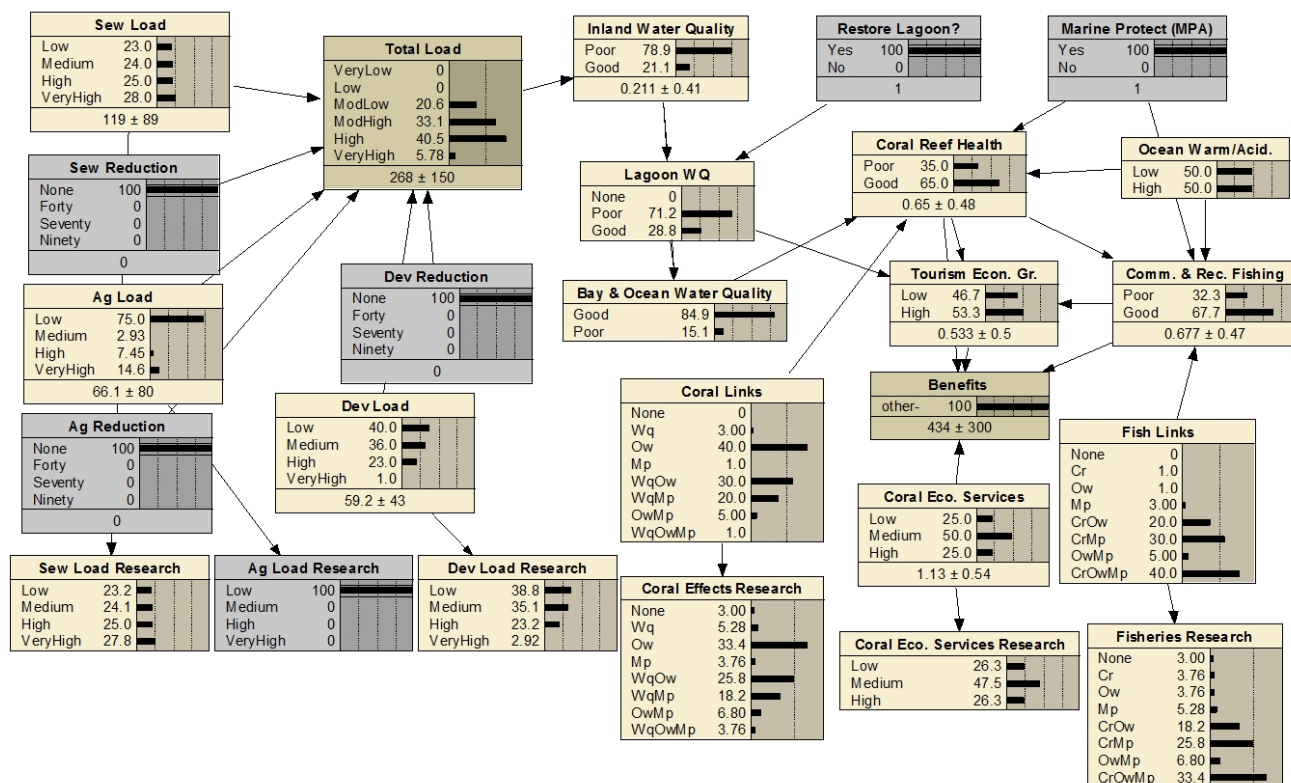 Sew Load
Low 23.0
Medium 24.0
High 25.0
VeryHigh 28.0
119 ± 89
Total Load
VeryLow 0
Low 0
ModLow 20.6
ModHigh 33.1
High 40.5
VeryHigh 5.78
268 ± 150
Inland Water Quality
Poor 78.9
Good 21.1
0.211 ± 0.41
Restore Lagoon?
Yes 100
No 0
1
Marine Protect (MPA)
Yes 100
No 0
1
Sew Reduction
None 100
Forty 0
Seventy 0
Ninety 0
0
Lagoon WQ
None 0
Poor 71.2
Good 28.8
Coral Reef Health
Poor 35.0
Good 65.0
0.65 ± 0.48
Ocean Warm/Acid.
Low 50.0
High 50.0
Ag Load
Low 75.0
Medium 2.93
High 7.45
VeryHigh 14.6
66.1 ± 80
Dev Reduction
None 100
Forty 0
Seventy 0
Ninety 0
0
Bay & Ocean Water Quality
Good 84.9
Poor 15.1
Tourism Econ. Gr.
Low 46.7
High 53.3
0.533 ± 0.5
Comm. & Rec. Fishing
Poor 32.3
Good 67.7
0.677 ± 0.47
Ag Reduction
None 100
Forty 0
Seventy 0
Ninety 0
0
Dev Load
Low 40.0
Medium 36.0
High 23.0
VeryHigh 1.0
59.2 ± 43
Coral Links
None 0
Wq 3.00
Ow 40.0
Mp 1.0
WqOw 30.0
WqMp 20.0
OwMp 5.00
WqOwMp 1.0
Benefits
other- 100
434 ± 300
Fish Links
None 0
Cr 1.0
Ow 1.0
Mp 3.00
CrOw 20.0
CrMp 30.0
OwMp 5.00
CrOwMp 40.0
Coral Eco. Services
Low 25.0
Medium 50.0
High 25.0
1.13 ± 0.54
Sew Load Research
Low 23.2
Medium 24.1
High 25.0
VeryHigh 27.8
Ag Load Research
Low 100
Medium 0
High 0
VeryHigh 0
Dev Load Research
Low 38.8
Medium 35.1
High 23.2
VeryHigh 2.92
Coral Effects Research
None 3.00
Wq 5.28
Ow 33.4
Mp 3.76
WqOw 25.8
WqMp 18.2
OwMp 6.80
WqOwMp 3.76
Coral Eco. Services Research
Low 26.3
Medium 47.5
High 26.3
Fisheries Research
None 3.00
Cr 3.76
Ow 3.76
Mp 5.28
CrOw 18.2
CrMp 25.8
OwMp 6.80
CrOwMp 33.4